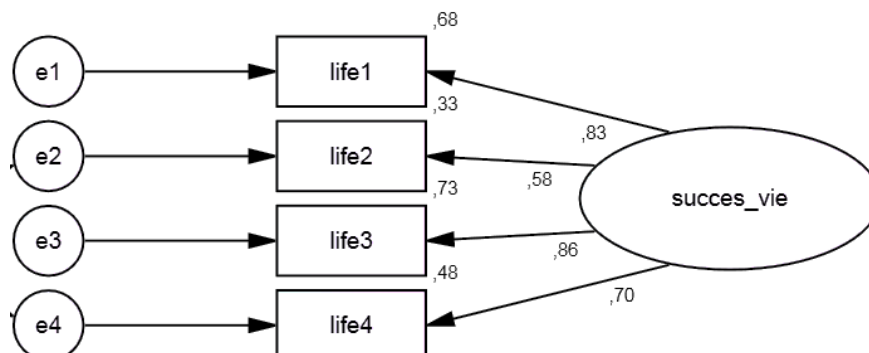 ,68
e1
life1
,33
,83
e2
life2
,58
,73
succes_vie
e3
life3
,86
,48
,70
e4
life4